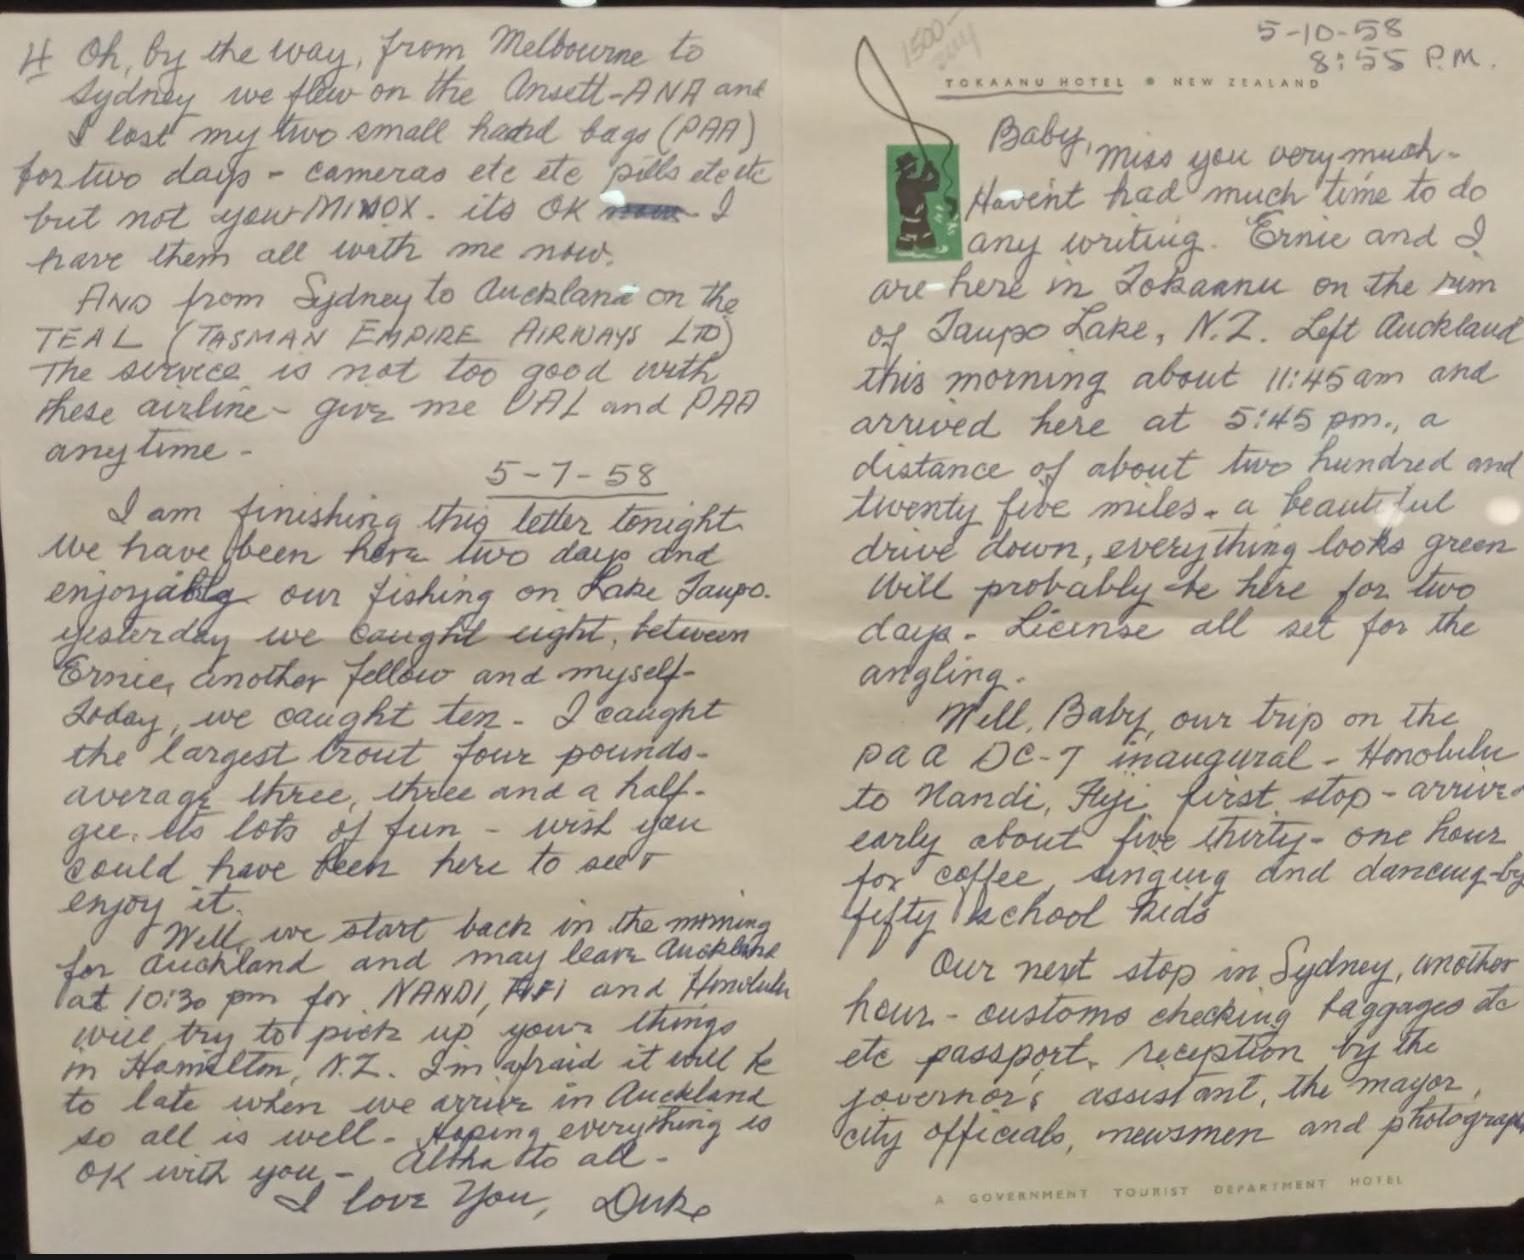 4 Oh, by the way, from Melbourne to
Sydney we flew on the Ansett-ANA and
I lost my two small hand bags (PAA)
for two days - cameras etc etc pills etc etc
but not your MINOX. its OK I
have them all with me now.
AND from Sydney to Auckland on the
TEAL (TASMAN EMPIRE AIRWAYS LTD)
The service is not too good with
these airline - give me UAL and PAA
anytime -
5-7-58
I am finishing this letter tonight
We have been here two days and
our fishing on Lake Taupo.
yesterday we caught eight, between
Ernie, another fellow and myself-
Today, we caught ten - I caught
the largest trout four pounds-
average three, three and a half-
gee. its lots of fun - wish you
could have been here to see +
enjoy it.
Well, we start back in the morning
for Auckland and may leave Auckland
at 10:30 pm for NANDI, FIJI and Honolulu
will try to pick up your things
in Hamilton, N.Z. I'm afraid it will be
to late when we arrive in Auckland
so all is well - Hoping everything is
OK with you - to all -
I love You, Duke
1500-
5-10-58
8:55 P.M.
TOKAANU HOTEL • NEW ZEALAND
Baby, miss you very much-
Havent had much time to do
any writing. Ernie and I
are here in Tokaanu on the rim
of Taupo Lake, N.Z. Left Auckland
this morning about 11:45 am and
arrived here at 5:45 pm., a
distance of about two hundred and
twenty five miles - a beautiful
drive down, everything looks green
Will probably be here for two
days - License all set for the
angling.
Well, Baby, our trip on the
PAA DC-7 inaugural - Honolulu
to Nandi, Fiji first stop - arrive
early about five thirty - one hour
for coffee, singing and dancing-by
fifty school kids
Our next stop in Sydney, another
hour - customs checking baggages etc
etc passport - reception by the
governor's assistant, the mayor,
city officials, newsmen and photograph
A GOVERNMENT TOURIST DEPARTMENT HOTEL